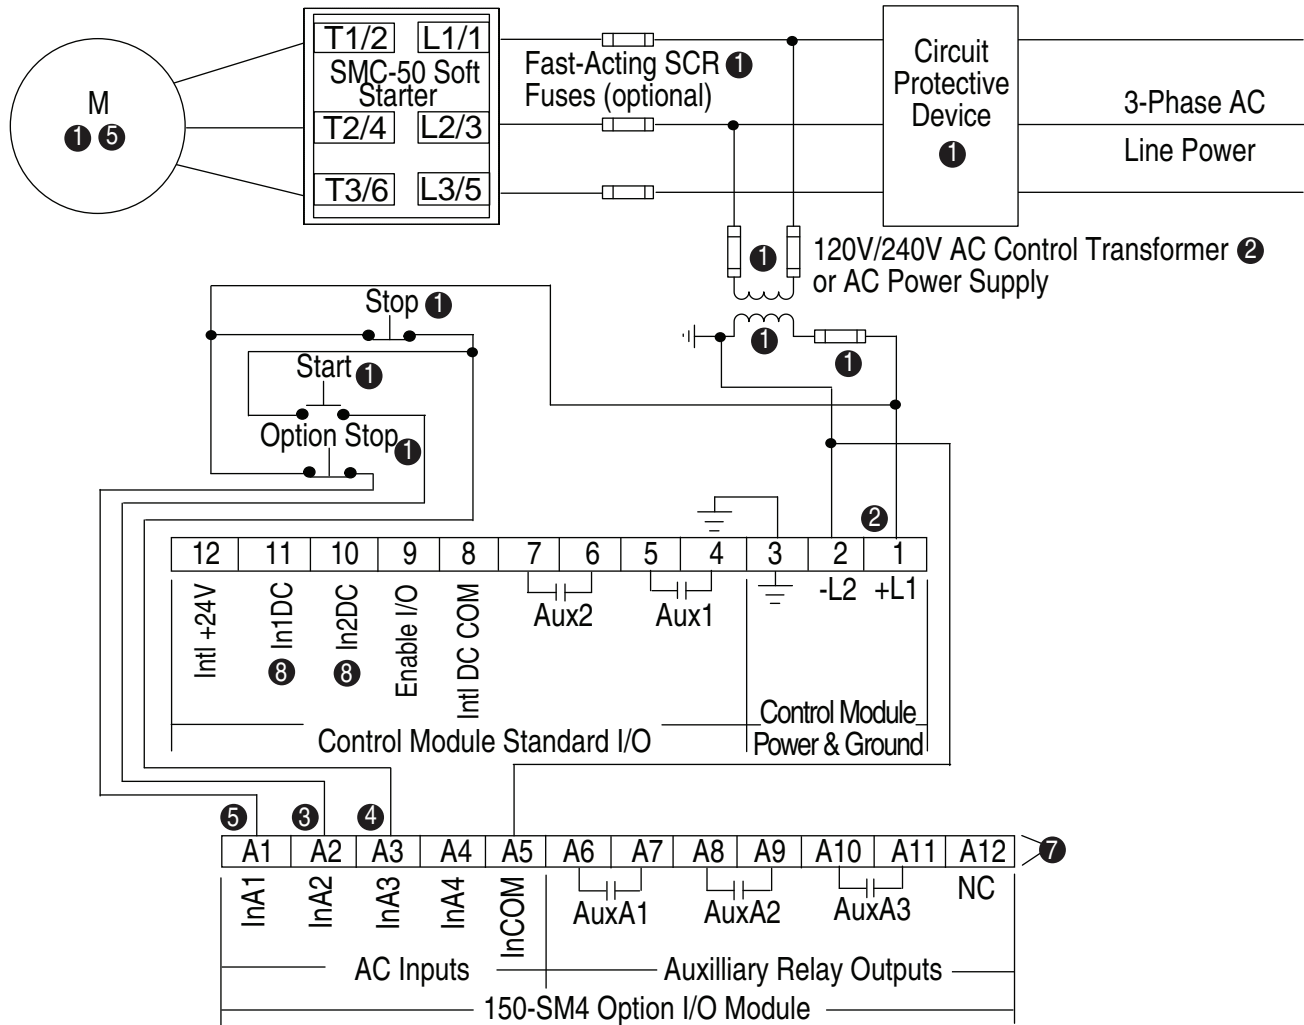 T1/2 L1/1
SMC-50 Soft
Starter
T2/4 L2/3
T3/6 L3/5
M
❶ ❺
Fast-Acting SCR ❶
Fuses (optional)
Circuit
Protective
Device
❶
3-Phase AC
Line Power
❶
120V/240V AC Control Transformer ❷
or AC Power Supply
❶
❶
Stop ❶
Start ❶
Option Stop ❶
❷
12 11 10 9 8 7 6 5 4 3 2 1
Intl +24V
❽ In1DC
❽ In2DC
Enable I/O
Intl DC COM
Aux2
Aux1
-L2 +L1
Control Module Standard I/O
Control Module
Power & Ground
❺ ❸ ❹
A1 A2 A3 A4 A5 A6 A7 A8 A9 A10 A11 A12 ❼
InA1
InA2
InA3
InA4
InCOM
AuxA1
AuxA2
AuxA3
NC
AC Inputs
Auxilliary Relay Outputs
150-SM4 Option I/O Module